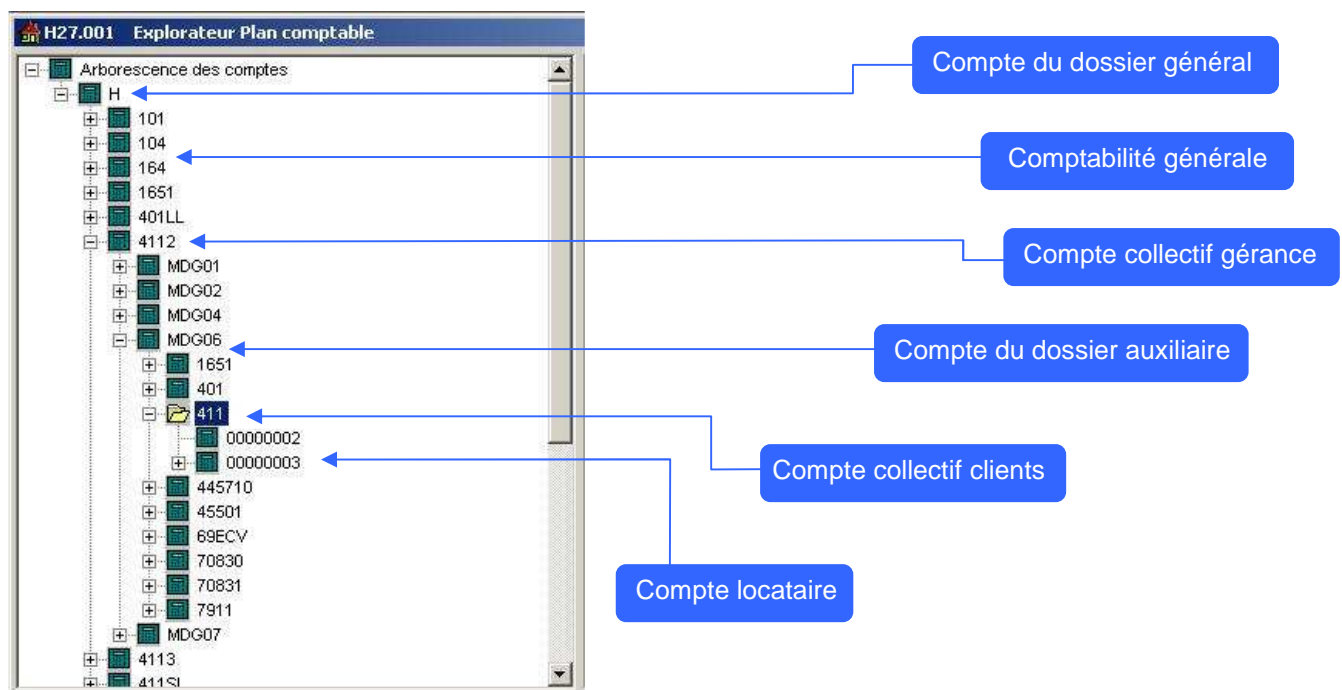 H27.001 Explorateur Plan comptable
Arborescence des comptes
H
101
104
164
1651
401LL
4112
MDG01
MDG02
MDG04
MDG06
1651
401
411
00000002
00000003
445710
45501
69ECV
70830
70831
7911
MDG07
4113
Compte du dossier général
Comptabilité générale
Compte collectif gérance
Compte du dossier auxiliaire
Compte collectif clients
Compte locataire